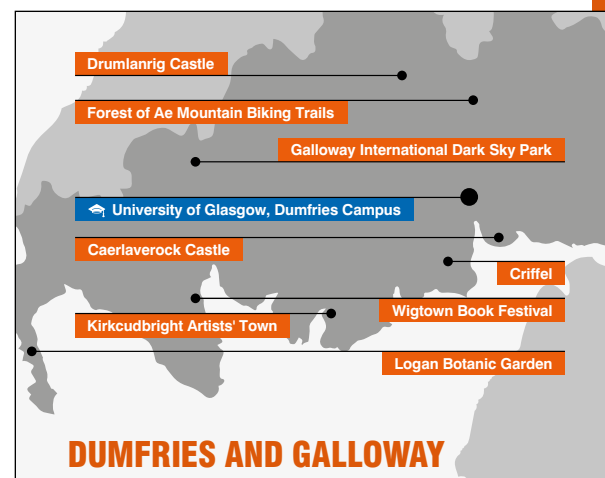 Drumlanrig Castle
Forest of Ae Mountain Biking Trails
Galloway International Dark Sky Park
University of Glasgow, Dumfries Campus
Caerlaverock Castle
Criffel
Wigtown Book Festival
Kirkcudbright Artists' Town
Logan Botanic Garden
DUMFRIES AND GALLOWAY